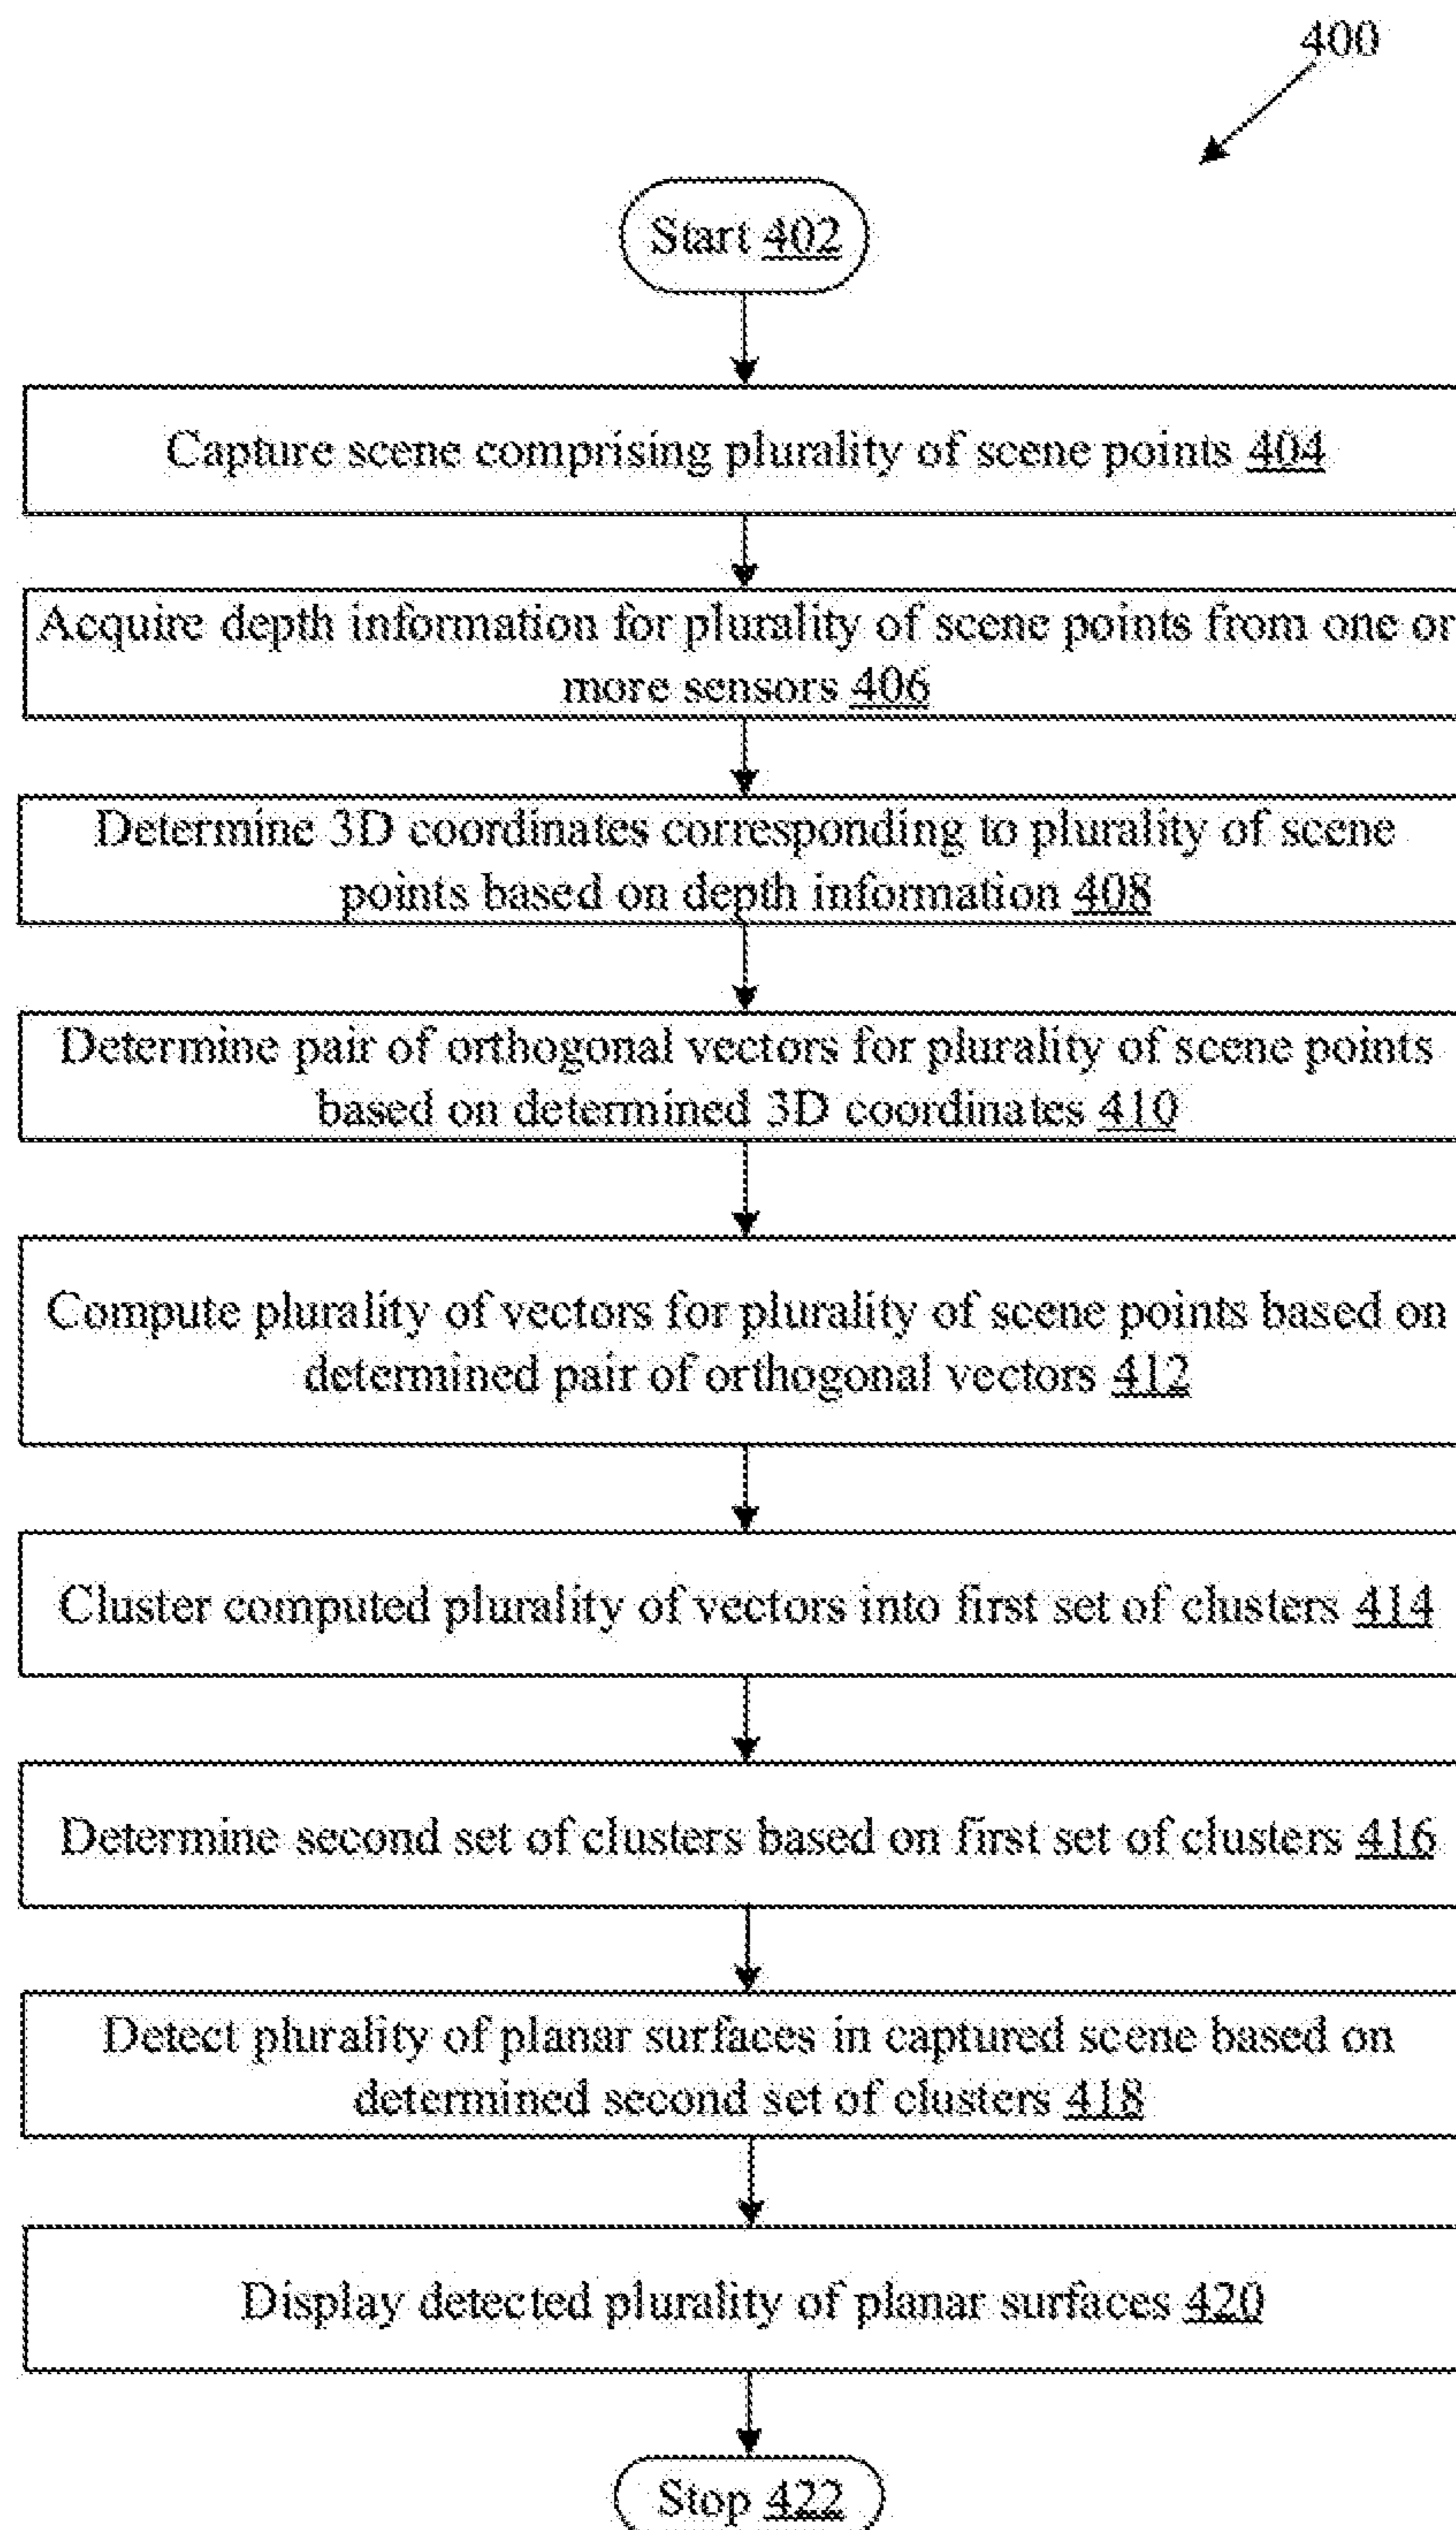 400
Start 402
Capture scene comprising plurality of scene points 404
Acquire depth information for plurality of scene points from one or
more sensors 406
Determine 3D coordinates corresponding to plurality of scene
points based on depth information 408
Determine pair of orthogonal vectors for plurality of scene points
based on determined 3D coordinates 410
Compute plurality of vectors for plurality of scene points based on
determined pair of orthogonal vectors 412
Cluster computed plurality of vectors into first set of clusters 414
Determine second set of clusters based on first set of clusters 416
Detect plurality of planar surfaces in captured scene based on
determined second set of clusters 418
Display detected plurality of planar surfaces 420
Stop 422